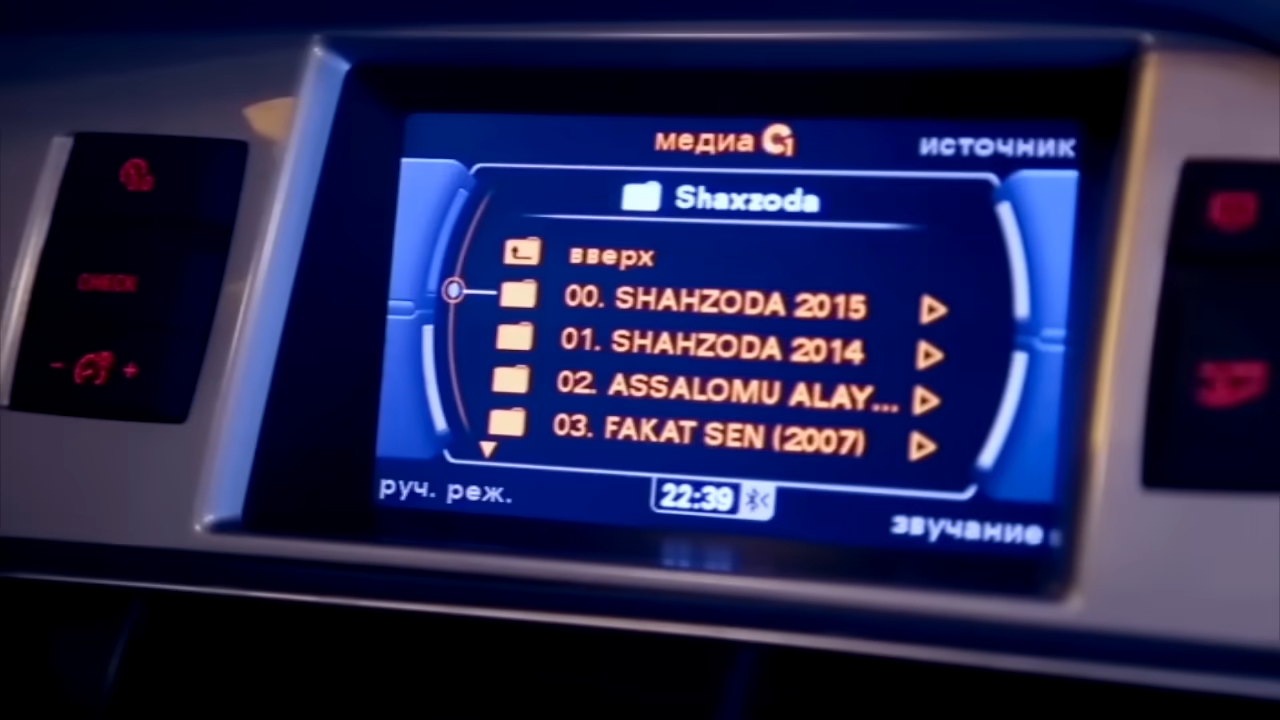 медиа 1
источник
Shaxzoda
вверх
00. SHAHZODA 2015
01. SHAHZODA 2014
02. ASSALOMU ALAY...
03. FAKAT SEN (2007)
руч. реж.
22:39
звучание
CHECK
- +